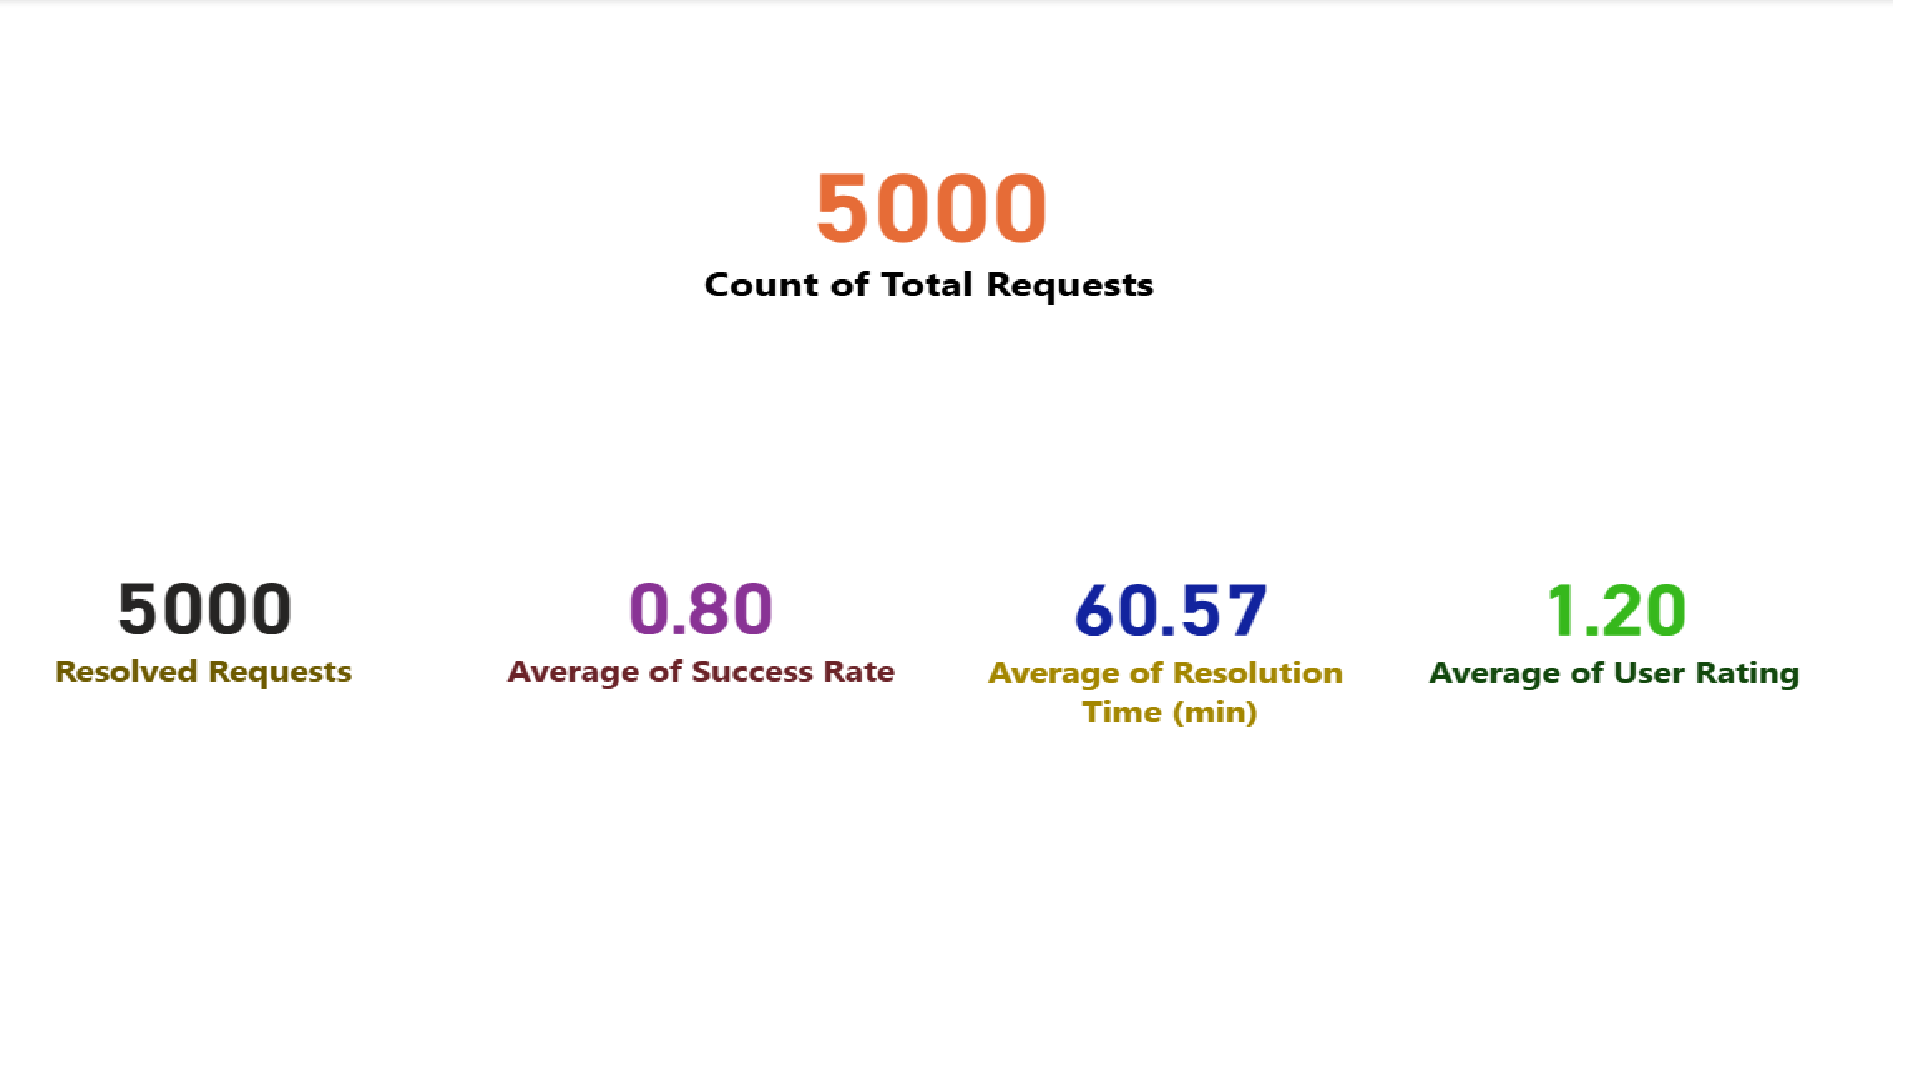 5000
Count of Total Requests
5000
Resolved Requests
0.80
Average of Success Rate
60.57
Average of Resolution
Time (min)
1.20
Average of User Rating